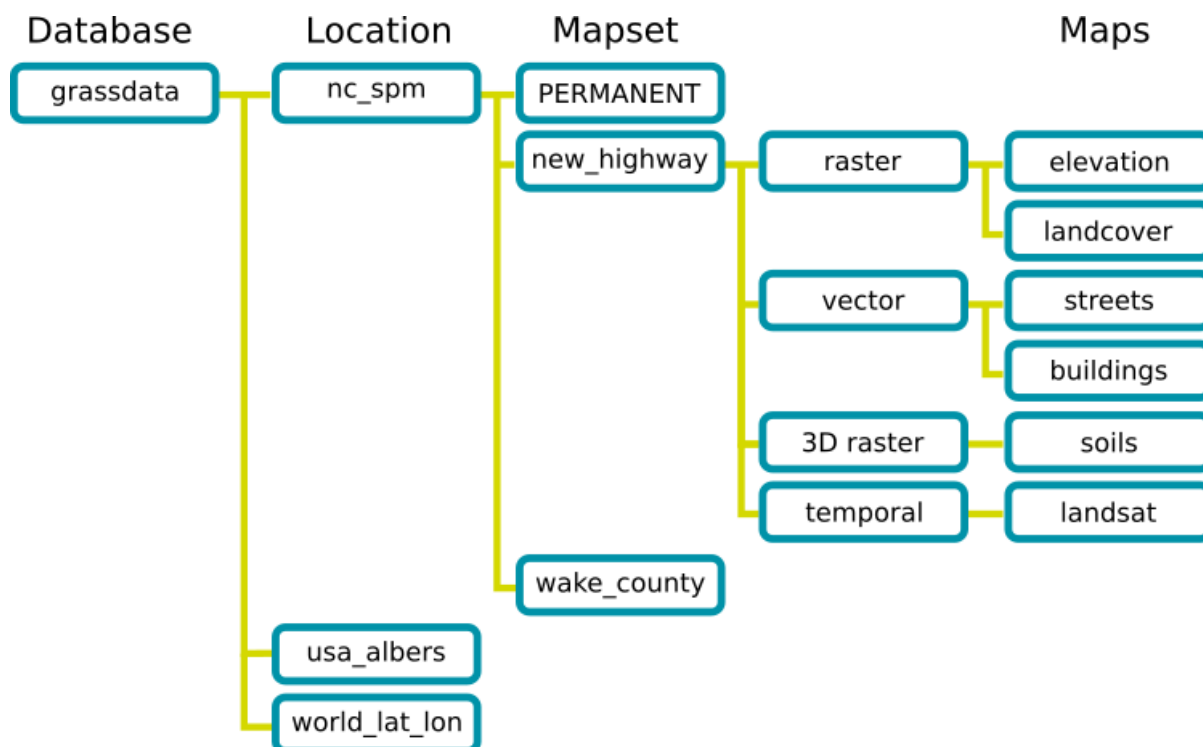 Database Location Mapset Maps
grassdata nc_spm PERMANENT
new_highway raster elevation
landcover
vector streets
buildings
3D raster soils
temporal landsat
wake_county
usa_albers
world_lat_lon